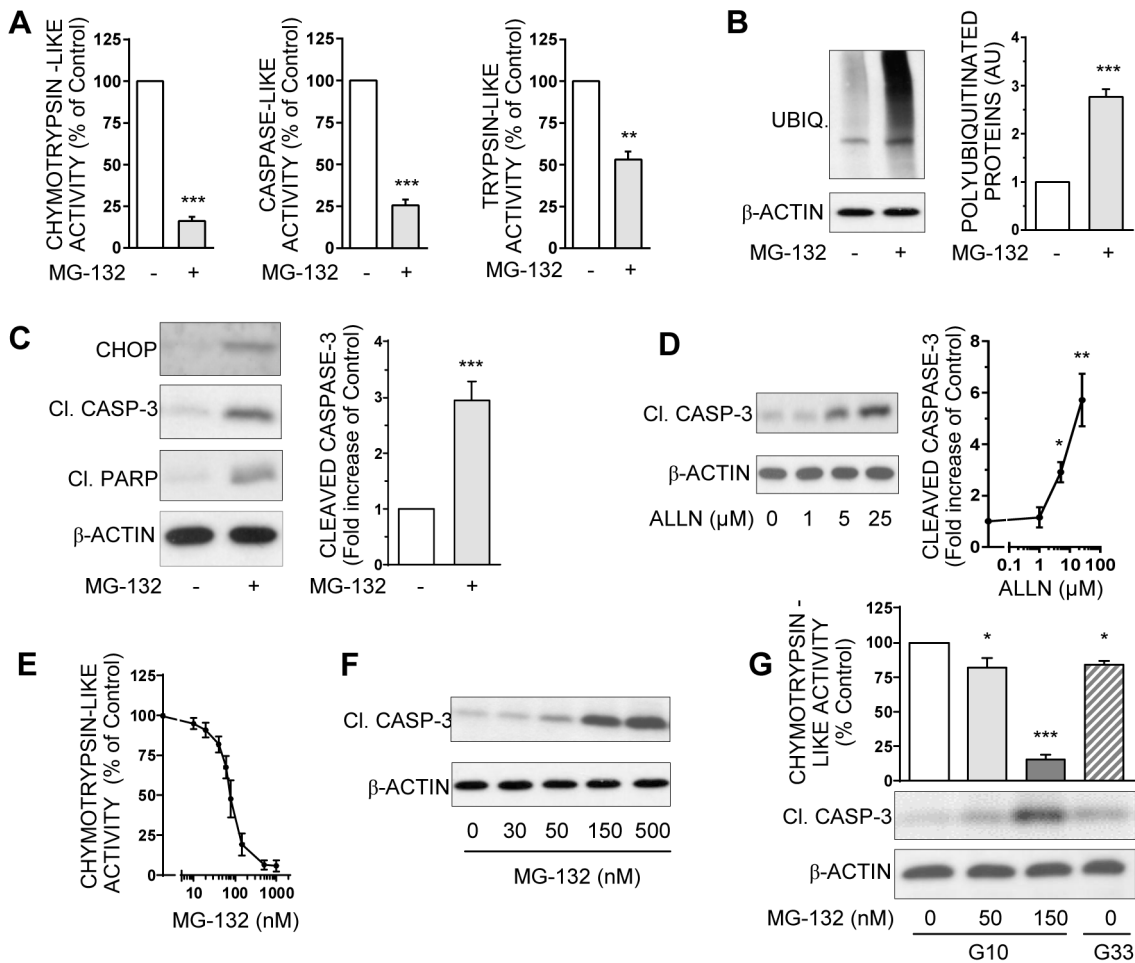 A
CHYMOTRYPSIN -LIKE
ACTIVITY (% of Control)
125
100
75
50
25
0
***
MG-132 - +
CASPASE-LIKE
ACTIVITY (% of Control)
125
100
75
50
25
0
***
MG-132 - +
TRYPSIN-LIKE
ACTIVITY (% of Control)
125
100
75
50
25
0
**
MG-132 - +
B
UBIQ.
β-ACTIN
MG-132 - +
POLYUBIQUITINATED
PROTEINS (AU)
4
3
2
1
0
***
MG-132 - +
C
CHOP
Cl. CASP-3
Cl. PARP
β-ACTIN
MG-132 - +
CLEAVED CASPASE-3
(Fold increase of Control)
4
3
2
1
0
***
MG-132 - +
D
Cl. CASP-3
β-ACTIN
ALLN (µM) 0 1 5 25
CLEAVED CASPASE-3
(Fold increase of Control)
8
6
4
2
0
*
**
0.1 1 10 100
ALLN (µM)
E
CHYMOTRYPSIN-LIKE
ACTIVITY (% of Control)
125
100
75
50
25
0
10 100 1000
MG-132 (nM)
F
Cl. CASP-3
β-ACTIN
0 30 50 150 500
MG-132 (nM)
G
CHYMOTRYPSIN -
LIKE ACTIVITY
(% Control)
125
100
75
50
25
0
*
***
*
Cl. CASP-3
β-ACTIN
MG-132 (nM) 0 50 150 0
G10 G33